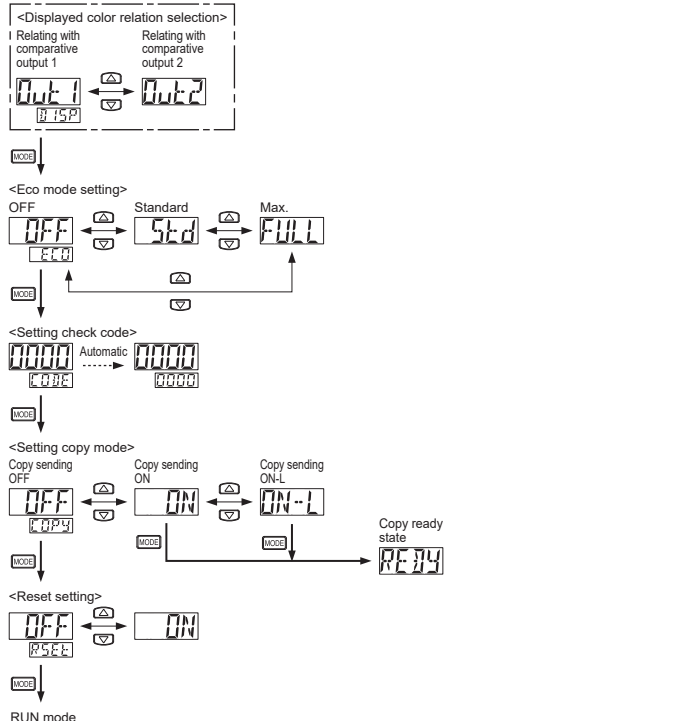 <Displayed color relation selection>
Relating with comparative output 1
Relating with comparative output 2
Out1
Out2
DISP
MODE
<Eco mode setting>
OFF
Standard
Max.
OFF
Std
FULL
ECO
MODE
<Setting check code>
0000
Automatic
0000
CODE
0000
MODE
<Setting copy mode>
Copy sending OFF
Copy sending ON
Copy sending ON-L
OFF
ON
ON-L
COPY
MODE
MODE
Copy ready state
REDY
MODE
<Reset setting>
OFF
ON
RSEt
MODE
RUN mode